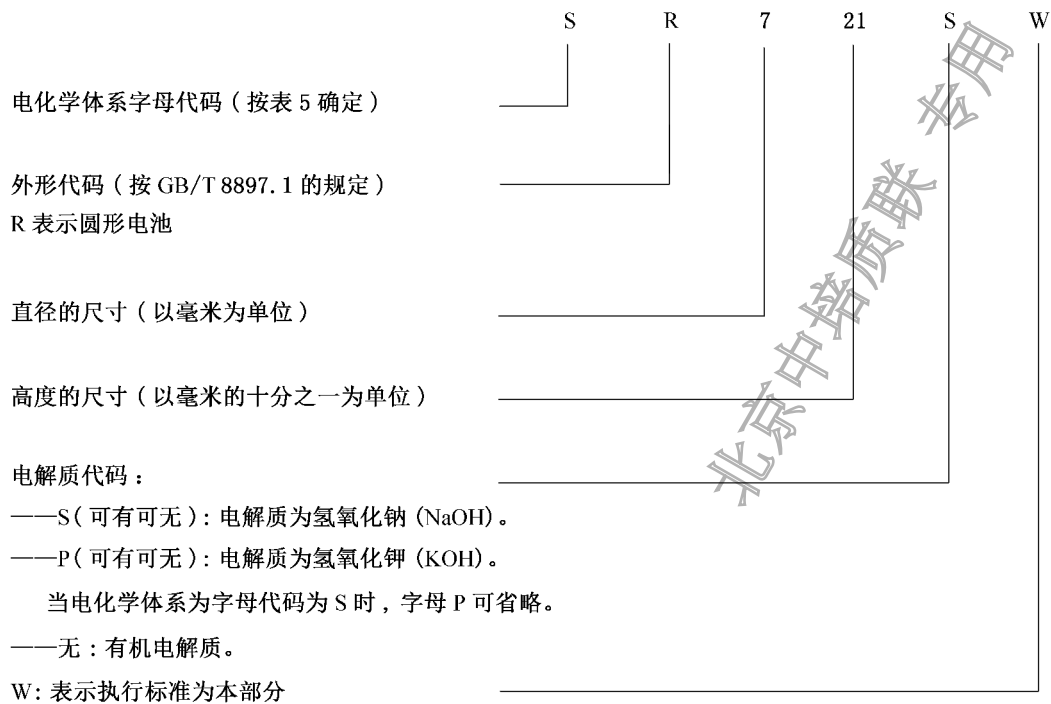 S R 7 21 S W
电化学体系字母代码（按表 5 确定）
外形代码（按 GB/T 8897.1 的规定）
R 表示圆形电池
直径的尺寸（以毫米为单位）
高度的尺寸（以毫米的十分之一为单位）
电解质代码：
——S（可有可无）：电解质为氢氧化钠 (NaOH)。
——P（可有可无）：电解质为氢氧化钾 (KOH)。
当电化学体系为字母代码为 S 时，字母 P 可省略。
——无：有机电解质。
W: 表示执行标准为本部分
北京中培质联 专用